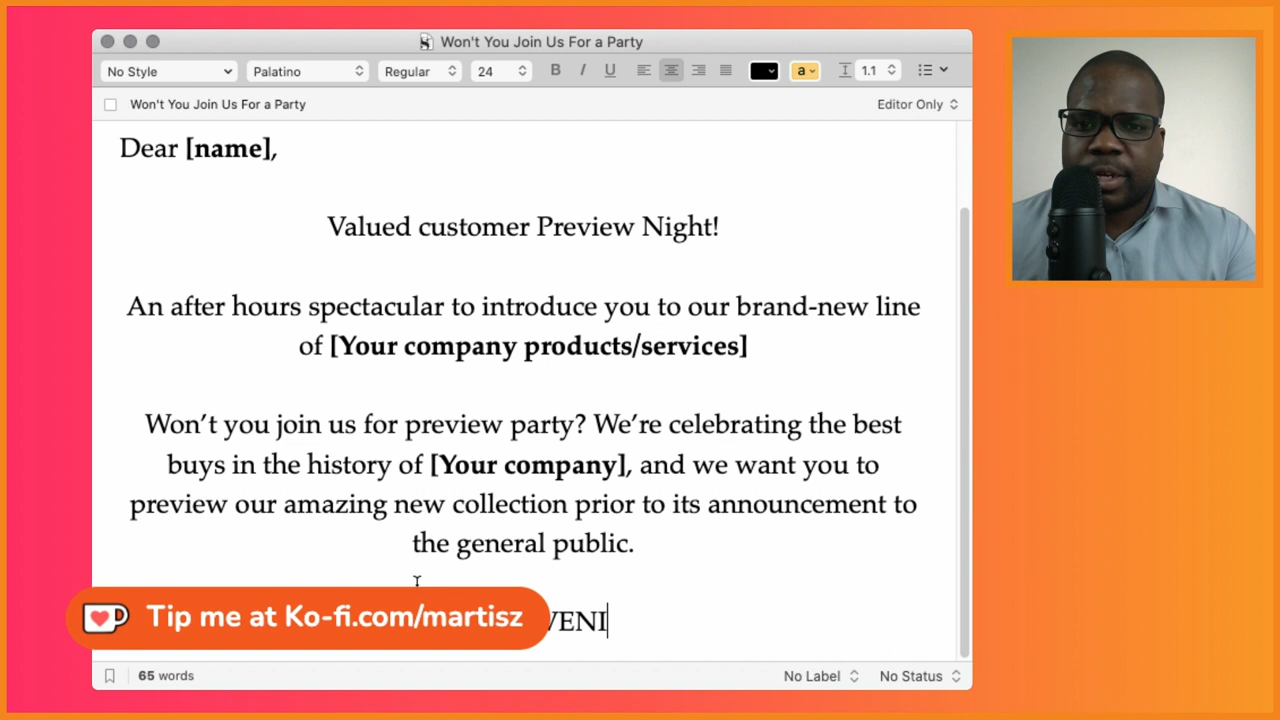 Won't You Join Us For a Party
No Style Palatino Regular 24 B I U a 1.1
Won't You Join Us For a Party Editor Only
Dear [name],
Valued customer Preview Night!
An after hours spectacular to introduce you to our brand-new line
of [Your company products/services]
Won’t you join us for preview party? We’re celebrating the best
buys in the history of [Your company], and we want you to
preview our amazing new collection prior to its announcement to
the general public.
Tip me at Ko-fi.com/martisz VENI
65 words No Label No Status